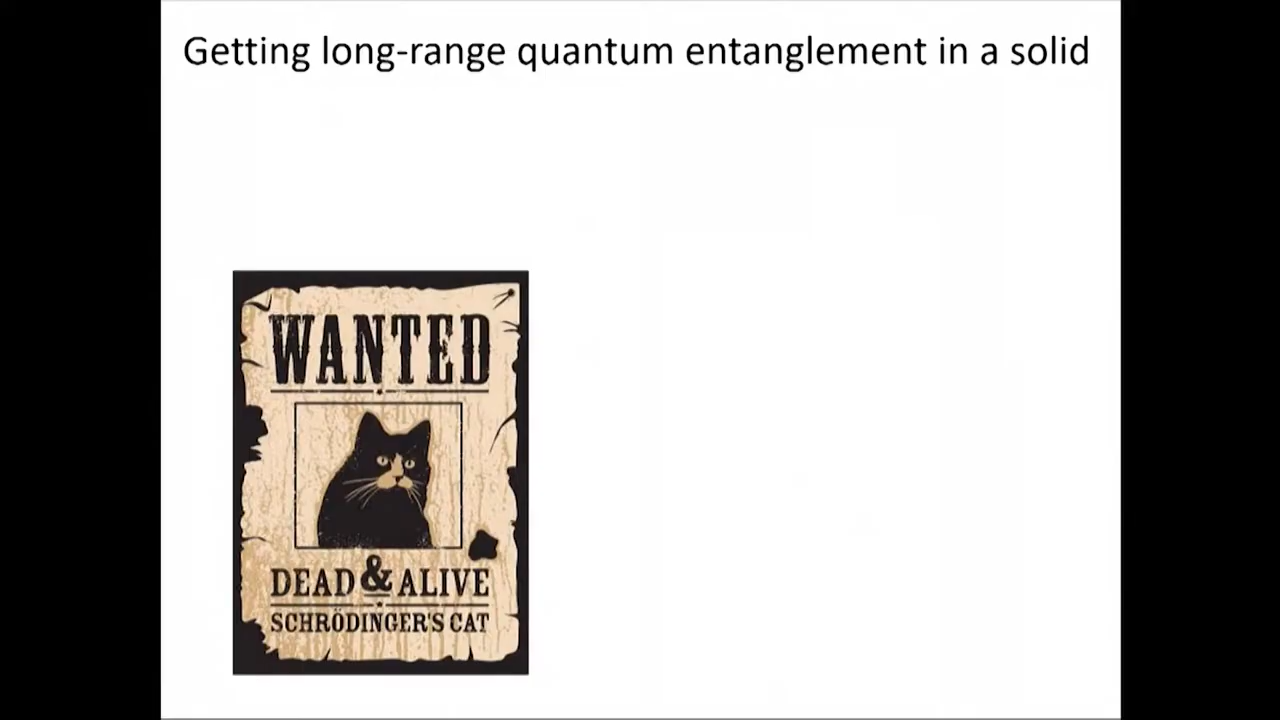 Getting long-range quantum entanglement in a solid
WANTED
DEAD & ALIVE
SCHRÖDINGER'S CAT